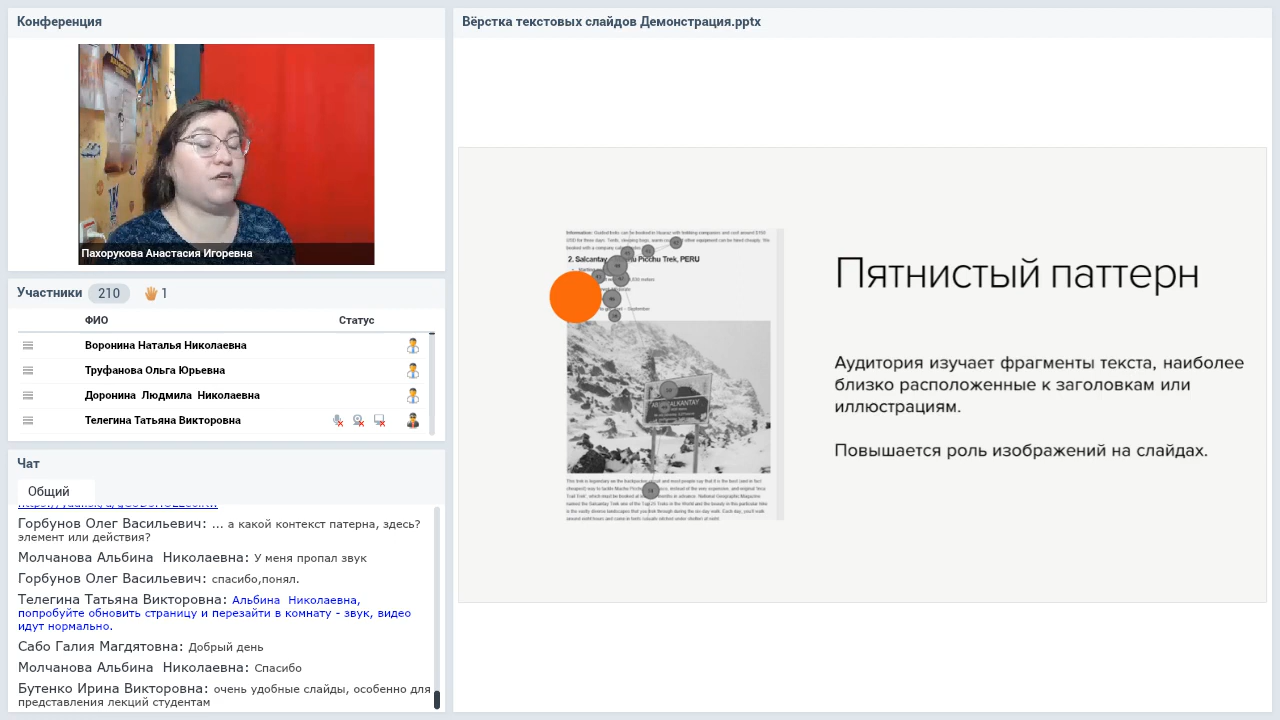 Конференция
Пахорукова Анастасия Игоревна
Участники 210 1
ФИО Статус
Воронина Наталья Николаевна
Труфанова Ольга Юрьевна
Доронина Людмила Николаевна
Телегина Татьяна Викторовна
Чат
Общий
Горбунов Олег Васильевич: ... а какой контекст патерна, здесь?
элемент или действия?
Молчанова Альбина Николаевна: У меня пропал звук
Горбунов Олег Васильевич: спасибо,понял.
Телегина Татьяна Викторовна: Альбина Николаевна,
попробуйте обновить страницу и перезайти в комнату - звук, видео
идут нормально.
Сабо Галия Магдятовна: Добрый день
Молчанова Альбина Николаевна: Спасибо
Бутенко Ирина Викторовна: очень удобные слайды, особенно для
представления лекций студентам
Вёрстка текстовых слайдов Демонстрация.pptx
2. Salcantay Picchu Trek, PERU
Пятнистый паттерн
Аудитория изучает фрагменты текста, наиболее
близко расположенные к заголовкам или
иллюстрациям.
Повышается роль изображений на слайдах.